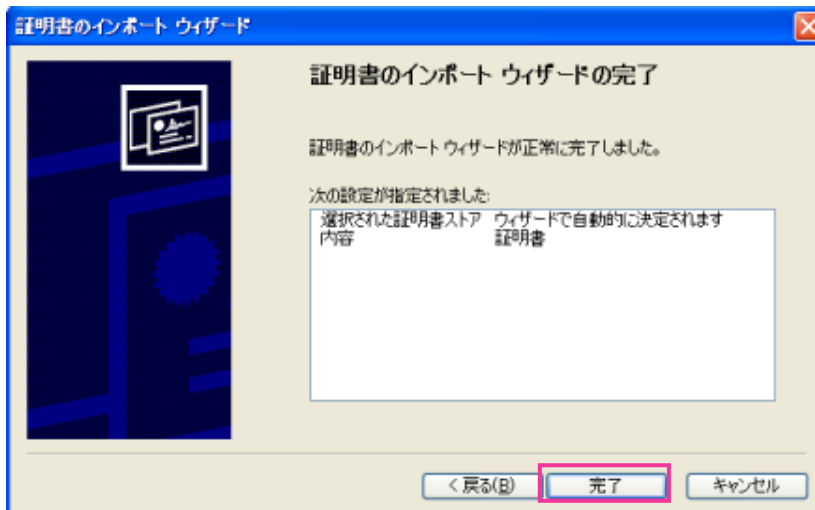 証明書のインポート ウィザード
証明書のインポート ウィザードの完了
証明書のインポート ウィザードが正常に完了しました。
次の設定が指定されました:
選択された証明書ストア ウィザードで自動的に決定されます
内容 証明書
< 戻る(B) 完了 キャンセル